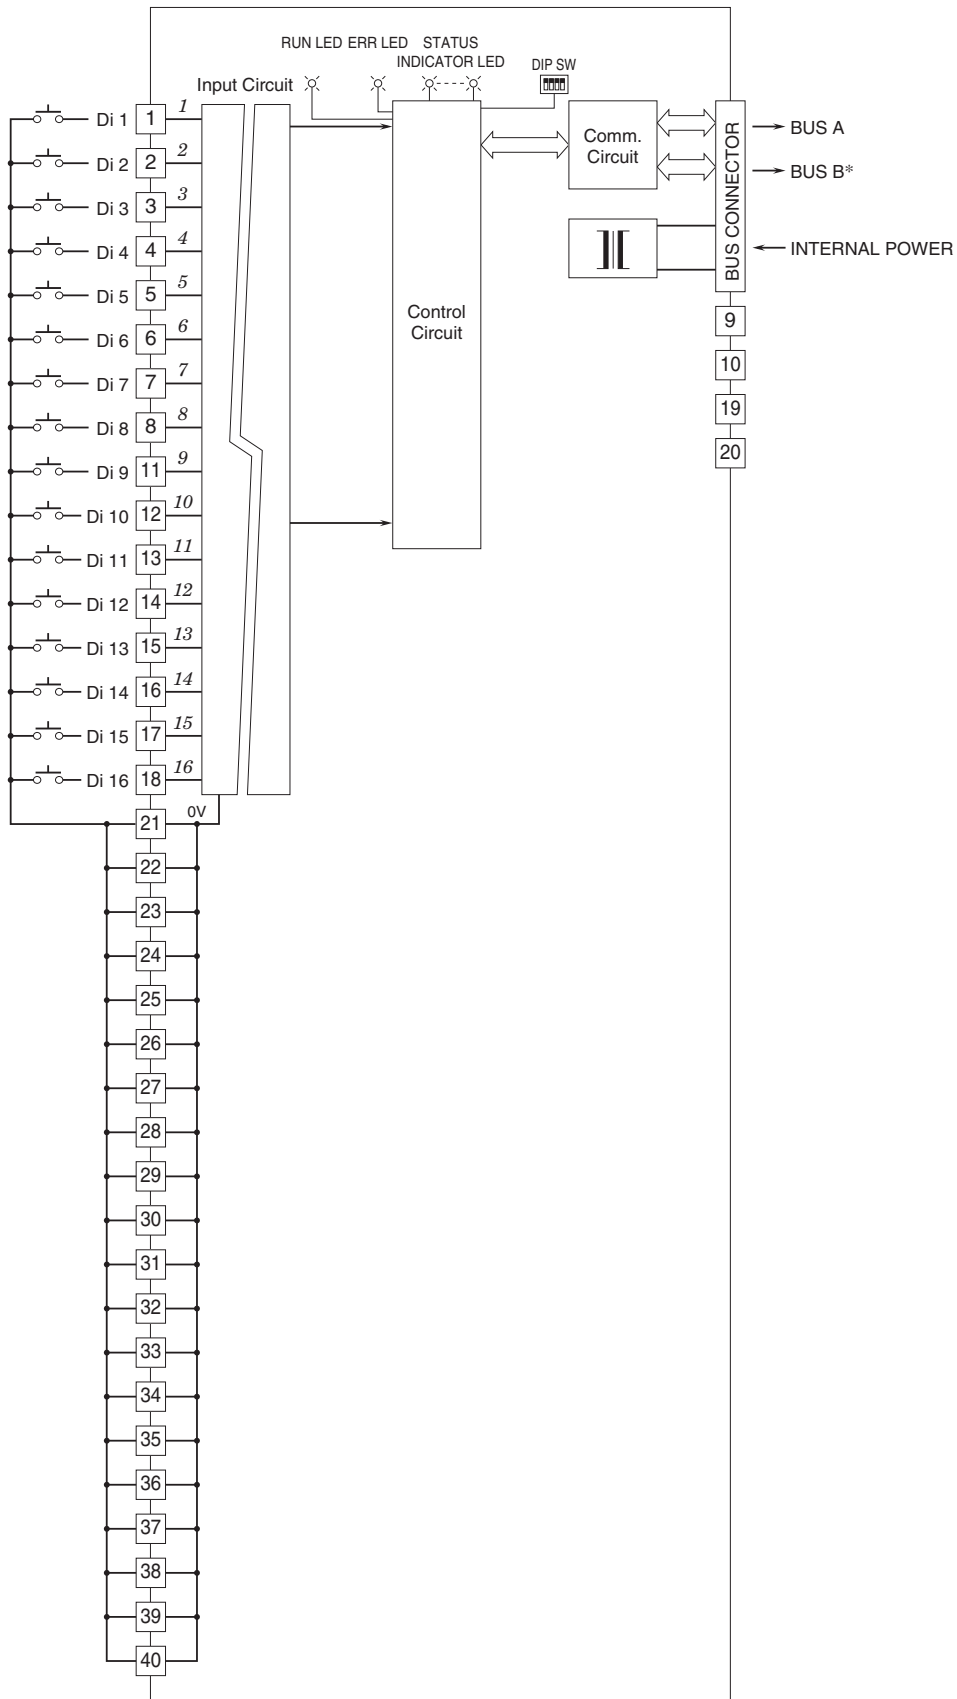 RUN LED ERR LED STATUS
INDICATOR LED
DIP SW
Input Circuit
Di 1 1 1
Di 2 2 2
Di 3 3 3
Di 4 4 4
Di 5 5 5
Di 6 6 6
Di 7 7 7
Di 8 8 8
Di 9 11 9
Di 10 12 10
Di 11 13 11
Di 12 14 12
Di 13 15 13
Di 14 16 14
Di 15 17 15
Di 16 18 16
21 0V
22
23
24
25
26
27
28
29
30
31
32
33
34
35
36
37
38
39
40
Control
Circuit
Comm.
Circuit
BUS CONNECTOR
BUS A
BUS B*
INTERNAL POWER
9
10
19
20